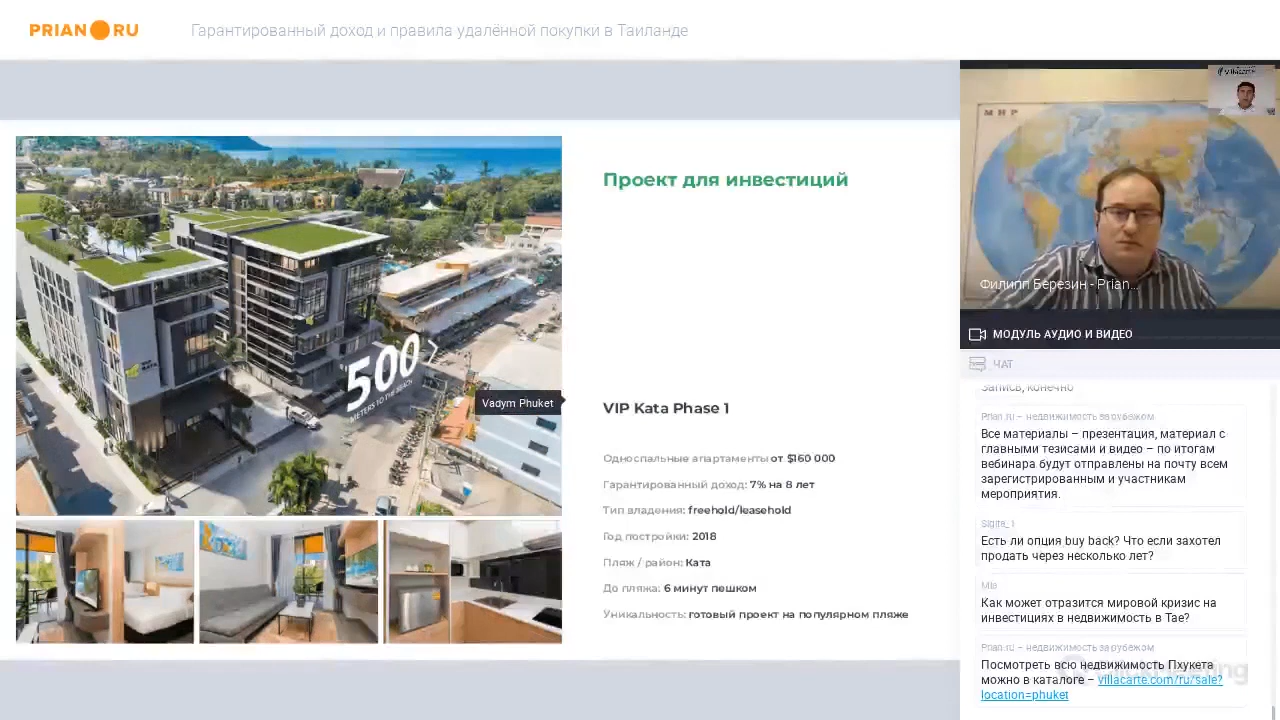 PRIAN RU
Гарантированный доход и правила удалённой покупки в Таиланде
500
METERS TO THE BEACH
Vadym Phuket
Проект для инвестиций
VIP Kata Phase 1
Односпальные апартаменты от $160 000
Гарантированный доход: 7% на 8 лет
Тип владения: freehold/leasehold
Год постройки: 2018
Пляж / район: Ката
До пляжа: 6 минут пешком
Уникальность: готовый проект на популярном пляже
МИР
Филипп Березин - Prian...
МОДУЛЬ АУДИО И ВИДЕО
ЧАТ
Запись, конечно
Prian.ru – недвижимость за рубежом
Все материалы – презентация, материал с
главными тезисами и видео – по итогам
вебинара будут отправлены на почту всем
зарегистрированным и участникам
мероприятия.
Sigita_1
Есть ли опция buy back? Что если захотел
продать через несколько лет?
Mia
Как может отразится мировой кризис на
инвестициях в недвижимость в Тае?
Prian.ru – недвижимость за рубежом
Посмотреть всю недвижимость Пхукета
можно в каталоге – villacarte.com/ru/sale?
location=phuket